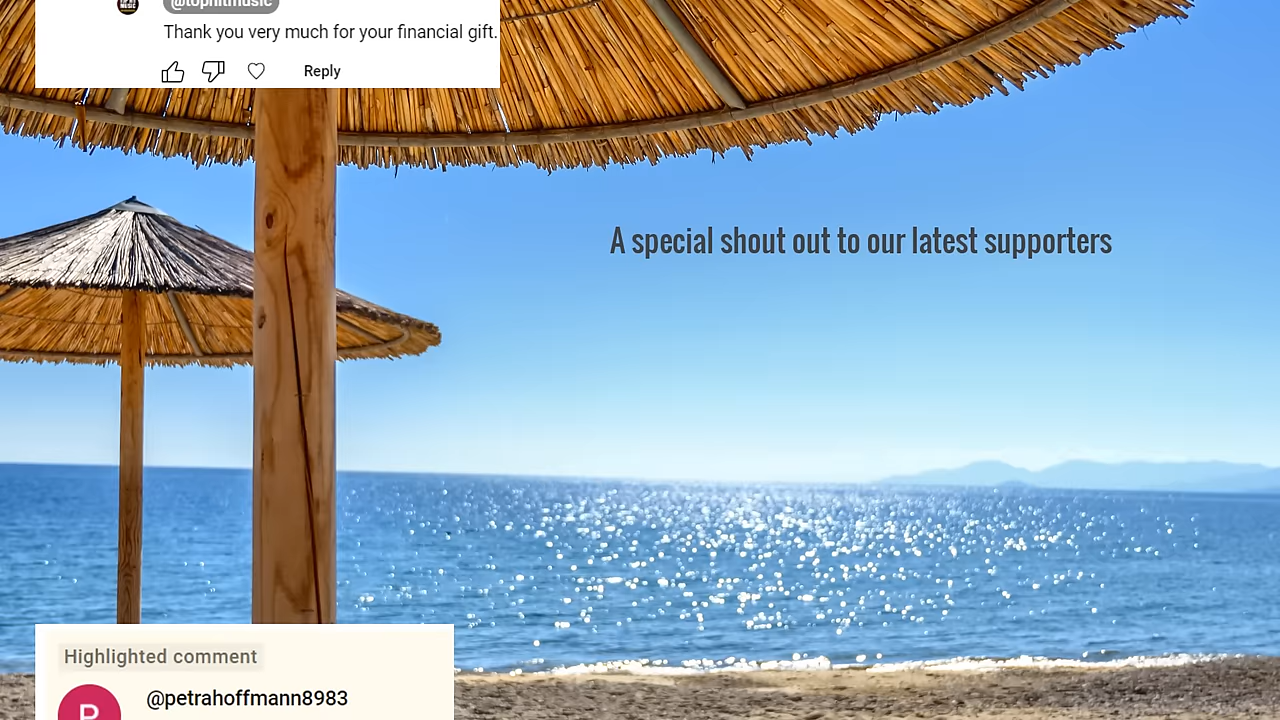 @tophitmusic
Thank you very much for your financial gift.
Reply
A special shout out to our latest supporters
Highlighted comment
@petrahoffmann8983
P